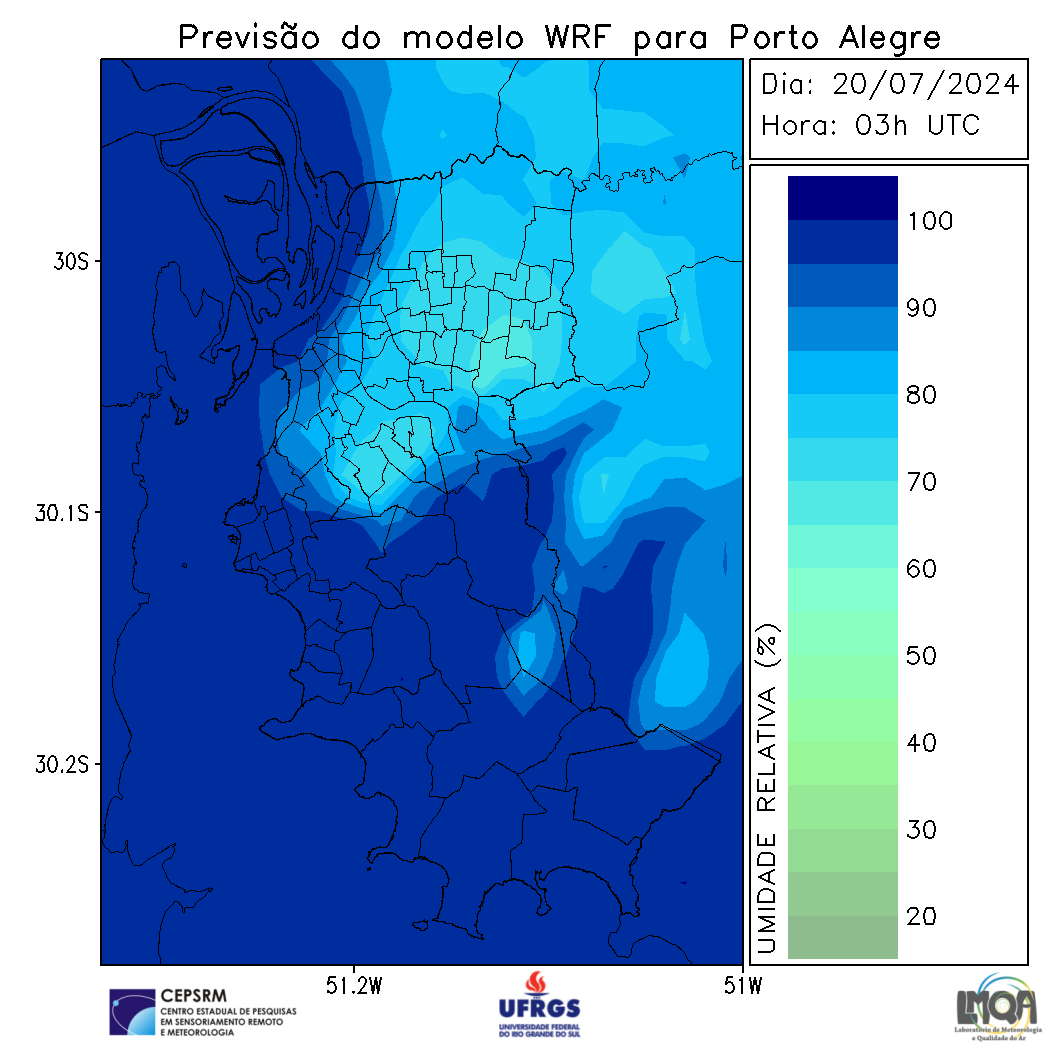 Previsão do modelo WRF para Porto Alegre
Dia: 20/07/2024
Hora: 03h UTC
30S
30.1S
30.2S
51.2W
51W
100
90
80
70
60
50
40
30
20
UMIDADE RELATIVA (%)
CEPSRM
CENTRO ESTADUAL DE PESQUISAS
EM SENSORIAMENTO REMOTO
E METEOROLOGIA
UFRGS
UNIVERSIDADE FEDERAL
DO RIO GRANDE DO SUL
LMQA
Laboratório de Meteorologia
e Qualidade do Ar